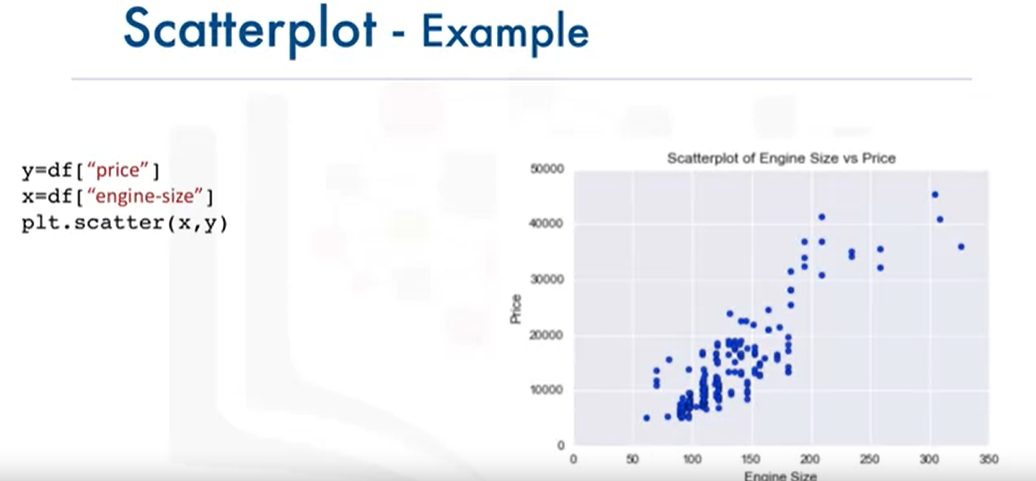 Scatterplot - Example
y=df[“price”]
x=df[“engine-size”]
plt.scatter(x,y)
Scatterplot of Engine Size vs Price
50000
40000
30000
20000
10000
0
Price
0 50 100 150 200 250 300 350
Engine Size